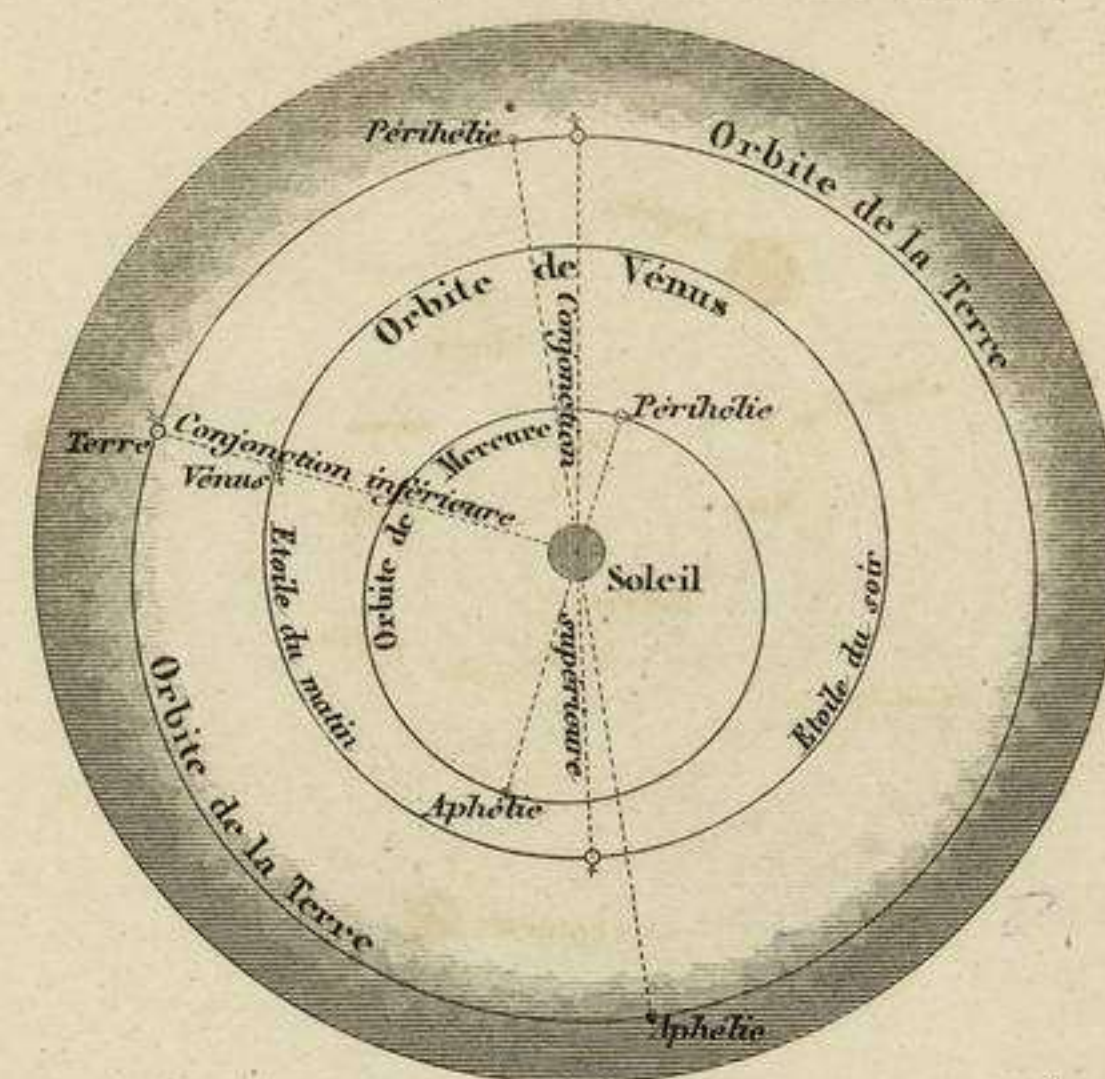 Périhélie
Orbite de la Terre
Orbite de Vénus
Conjonction
Périhélie
Mercure
Terre
Conjonction inférieure
Vénus
Orbite de
Soleil
Etoile du matin
Etoile du soir
supérieure
Orbite de la Terre
Aphélie
Aphélie